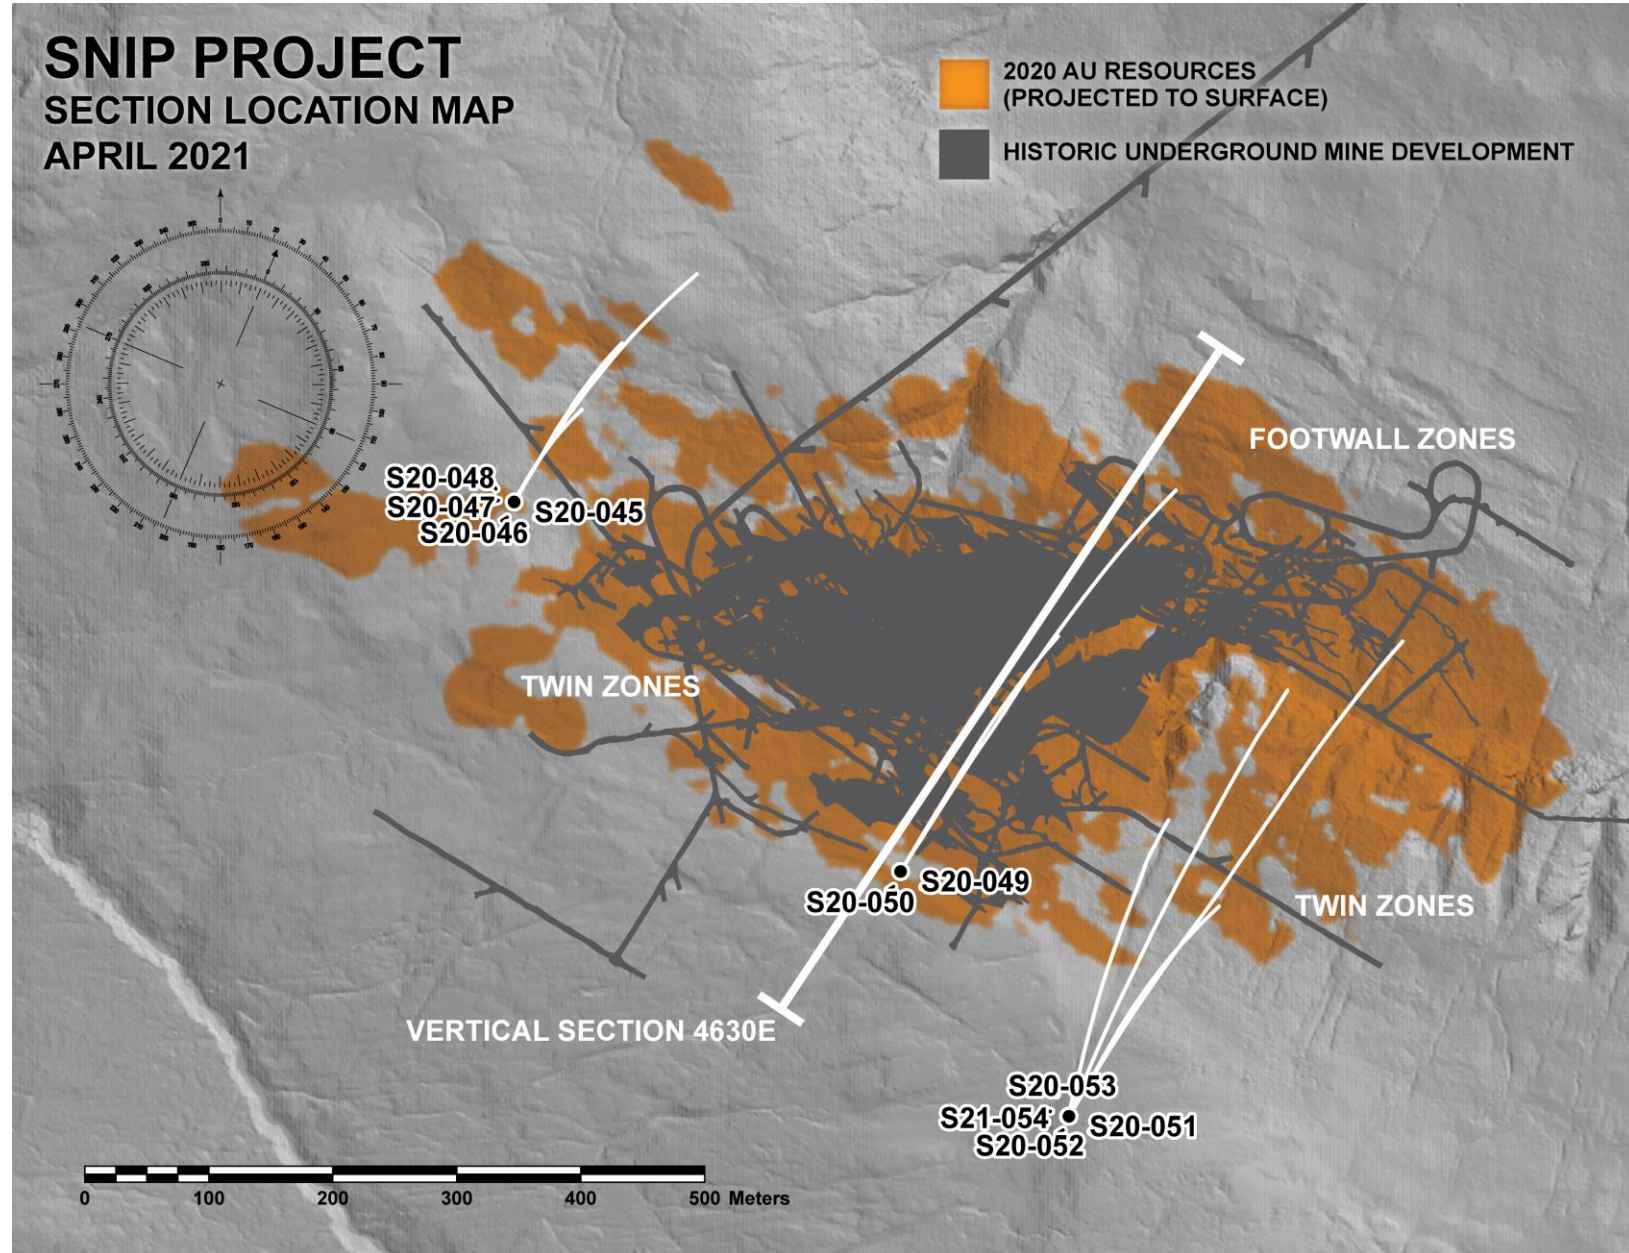 SNIP PROJECT
SECTION LOCATION MAP
APRIL 2021
2020 AU RESOURCES
(PROJECTED TO SURFACE)
HISTORIC UNDERGROUND MINE DEVELOPMENT
FOOTWALL ZONES
S20-048
S20-047
S20-046
S20-045
TWIN ZONES
S20-049
S20-050
TWIN ZONES
VERTICAL SECTION 4630E
S20-053
S21-054
S20-051
S20-052
0 100 200 300 400 500 Meters